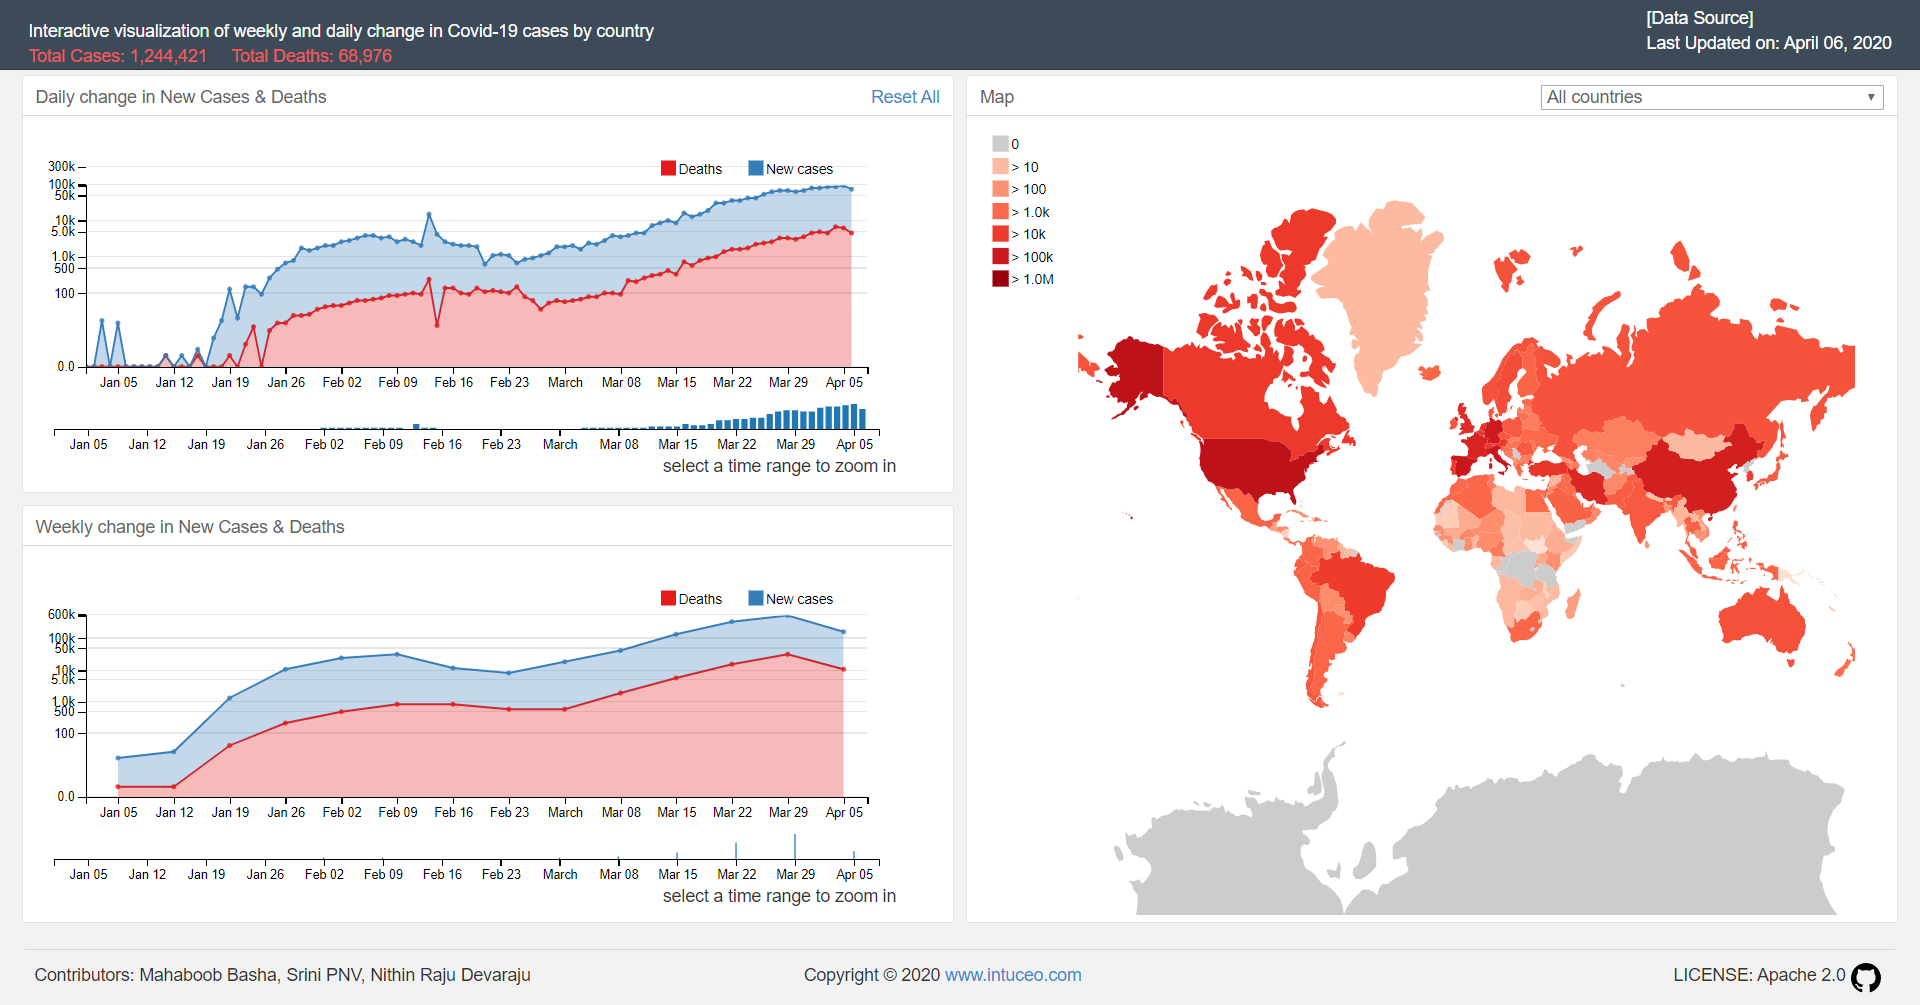 Interactive visualization of weekly and daily change in Covid-19 cases by country
Total Cases: 1,244,421 Total Deaths: 68,976
[Data Source]
Last Updated on: April 06, 2020
Daily change in New Cases & Deaths
Reset All
Deaths New cases
300k
100k
50k
10k
5.0k
1.0k
500
100
0.0
Jan 05 Jan 12 Jan 19 Jan 26 Feb 02 Feb 09 Feb 16 Feb 23 March Mar 08 Mar 15 Mar 22 Mar 29 Apr 05
Jan 05 Jan 12 Jan 19 Jan 26 Feb 02 Feb 09 Feb 16 Feb 23 March Mar 08 Mar 15 Mar 22 Mar 29 Apr 05
select a time range to zoom in
Weekly change in New Cases & Deaths
Deaths New cases
600k
100k
50k
10k
5.0k
1.0k
500
100
0.0
Jan 05 Jan 12 Jan 19 Jan 26 Feb 02 Feb 09 Feb 16 Feb 23 March Mar 08 Mar 15 Mar 22 Mar 29 Apr 05
Jan 05 Jan 12 Jan 19 Jan 26 Feb 02 Feb 09 Feb 16 Feb 23 March Mar 08 Mar 15 Mar 22 Mar 29 Apr 05
select a time range to zoom in
Map
All countries
0
> 10
> 100
> 1.0k
> 10k
> 100k
> 1.0M
Contributors: Mahaboob Basha, Srini PNV, Nithin Raju Devaraju
Copyright © 2020 www.intuceo.com
LICENSE: Apache 2.0